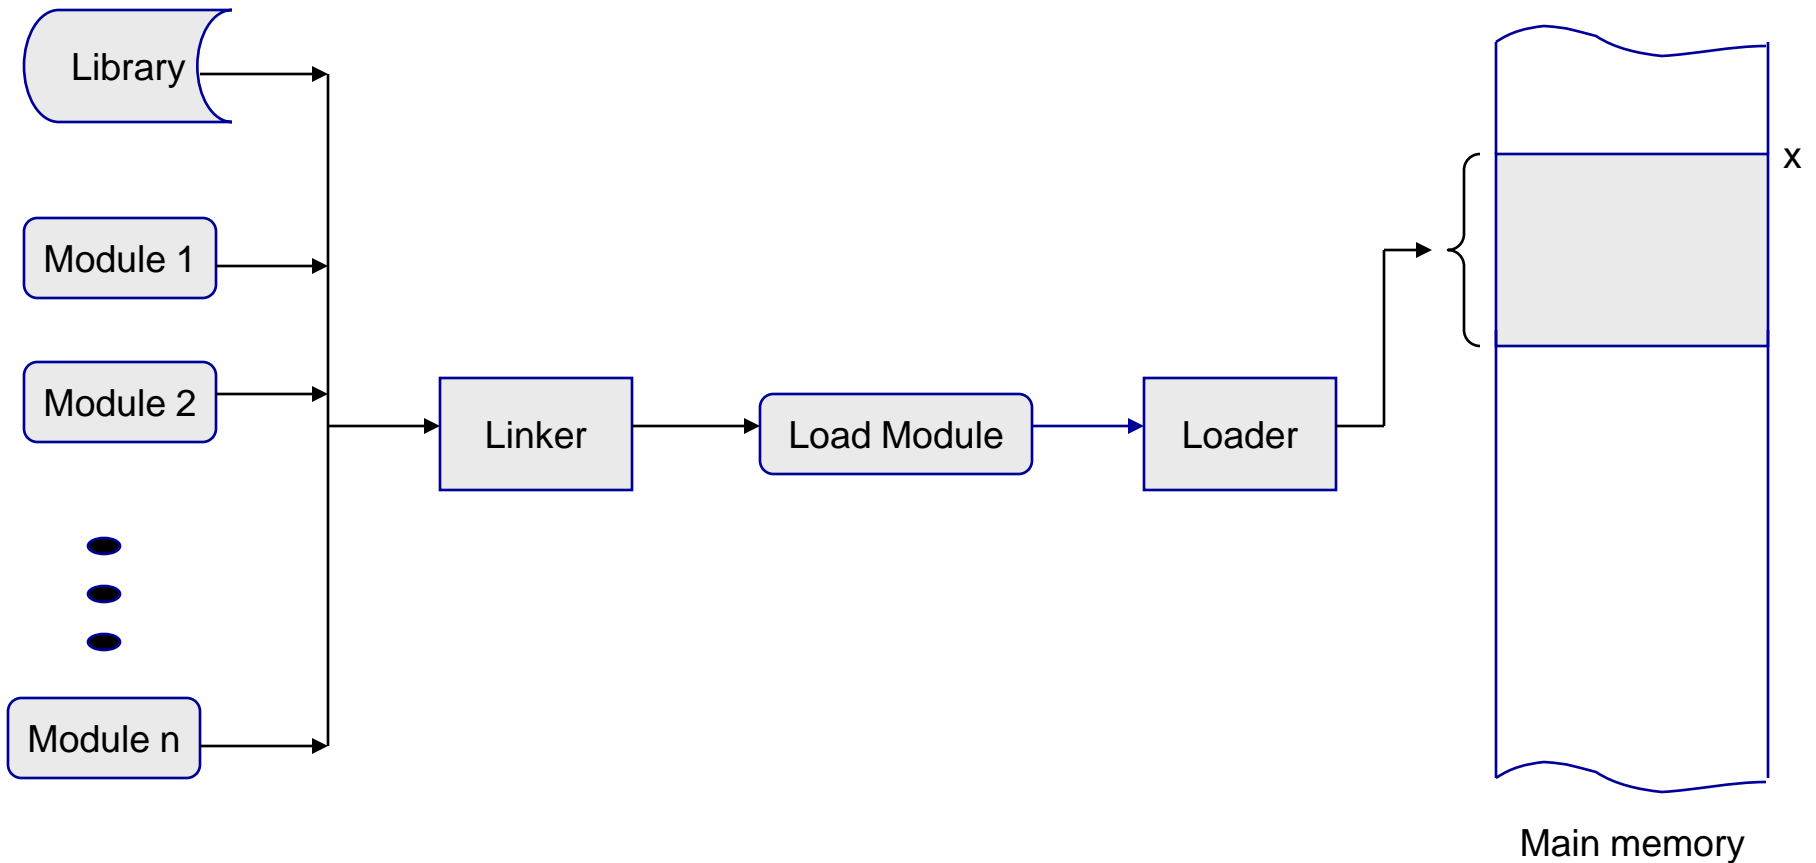 Library
Module 1
Module 2
Module n
Linker
Load Module
Loader
x
Main memory